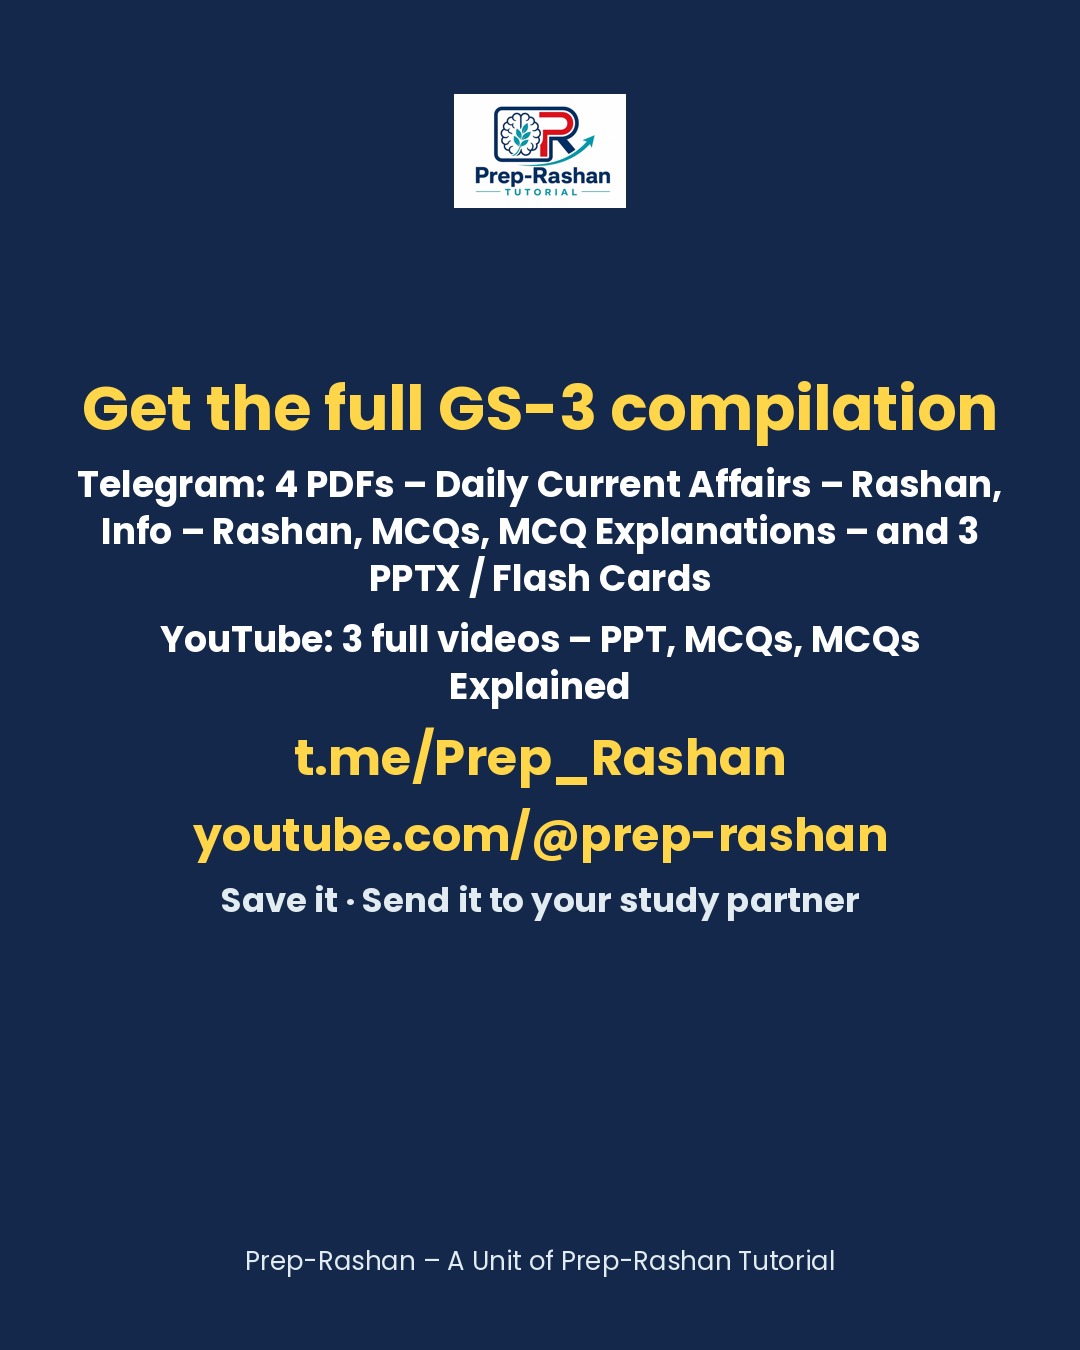 PR
Prep-Rashan
TUTORIAL
Get the full GS-3 compilation
Telegram: 4 PDFs – Daily Current Affairs – Rashan,
Info – Rashan, MCQs, MCQ Explanations – and 3
PPTX / Flash Cards
YouTube: 3 full videos – PPT, MCQs, MCQs
Explained
t.me/Prep_Rashan
youtube.com/@prep-rashan
Save it · Send it to your study partner
Prep-Rashan – A Unit of Prep-Rashan Tutorial